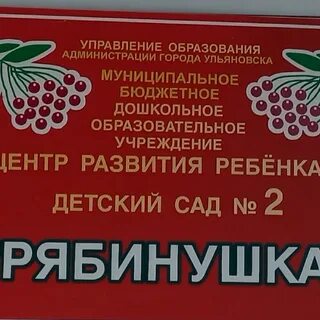 УПРАВЛЕНИЕ ОБРАЗОВАНИЯ
АДМИНИСТРАЦИИ ГОРОДА УЛЬЯНОВСКА
МУНИЦИПАЛЬНОЕ
БЮДЖЕТНОЕ
ДОШКОЛЬНОЕ
ОБРАЗОВАТЕЛЬНОЕ
УЧРЕЖДЕНИЕ
ЦЕНТР РАЗВИТИЯ РЕБЁНКА
ДЕТСКИЙ САД № 2
РЯБИНУШКА